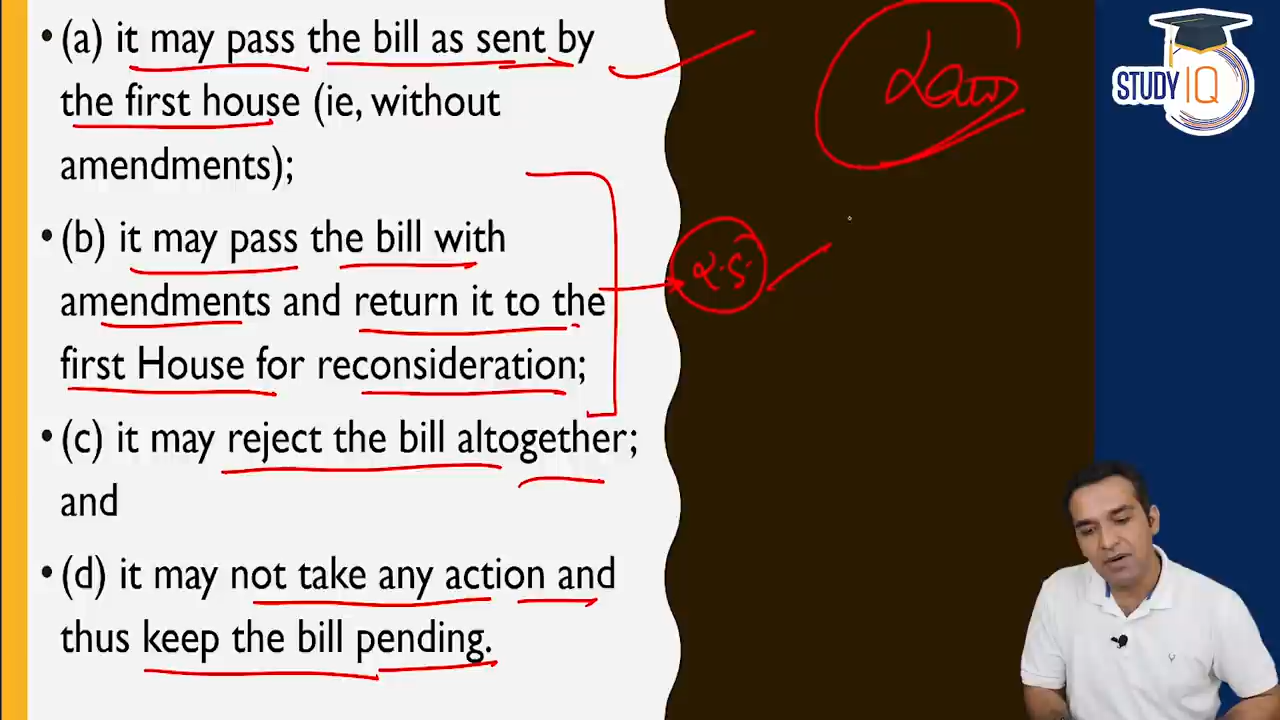 • (a) it may pass the bill as sent by
the first house (ie, without
amendments);
• (b) it may pass the bill with
amendments and return it to the
first House for reconsideration;
• (c) it may reject the bill altogether;
and
• (d) it may not take any action and
thus keep the bill pending.
Law
STUDY IQ